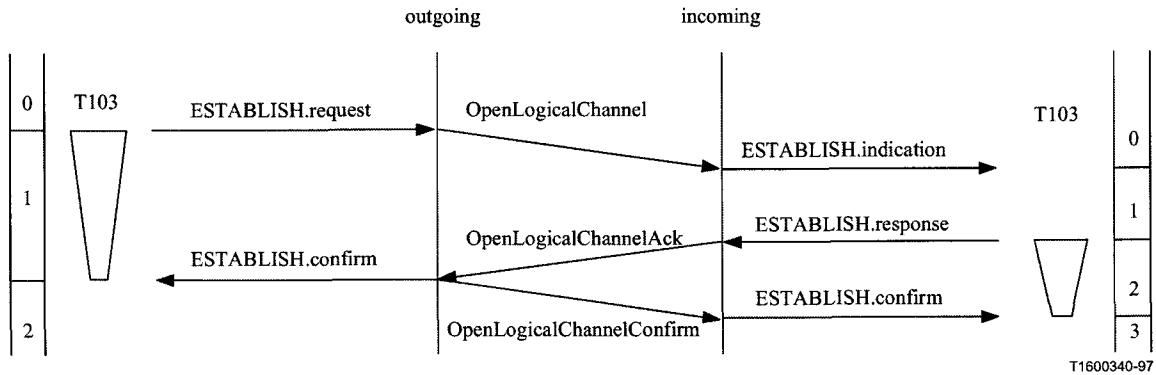 outgoing
incoming
0
T103
ESTABLISH.request
OpenLogicalChannel
T103
0
ESTABLISH.indication
1
1
ESTABLISH.response
OpenLogicalChannelAck
ESTABLISH.confirm
2
ESTABLISH.confirm
2
OpenLogicalChannelConfirm
3
T1600340-97